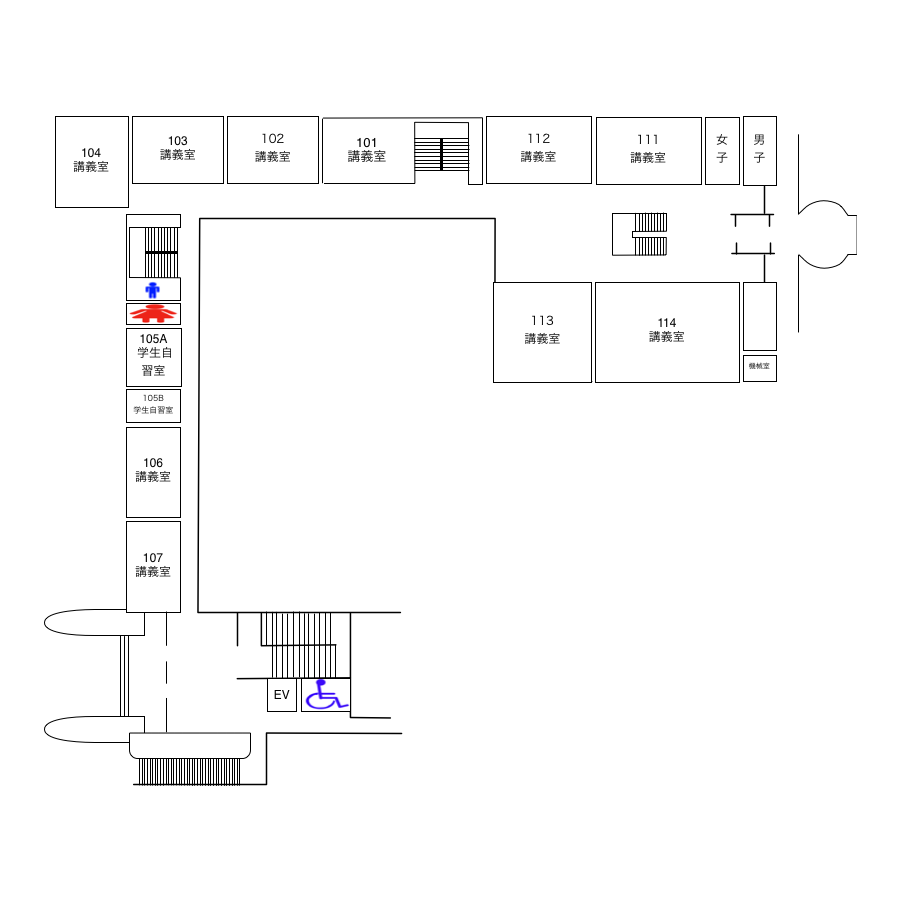 104
講義室
103
講義室
102
講義室
101
講義室
112
講義室
111
講義室
女
子
男
子
113
講義室
114
講義室
機械室
105A
学生自
習室
105B
学生自習室
106
講義室
107
講義室
EV